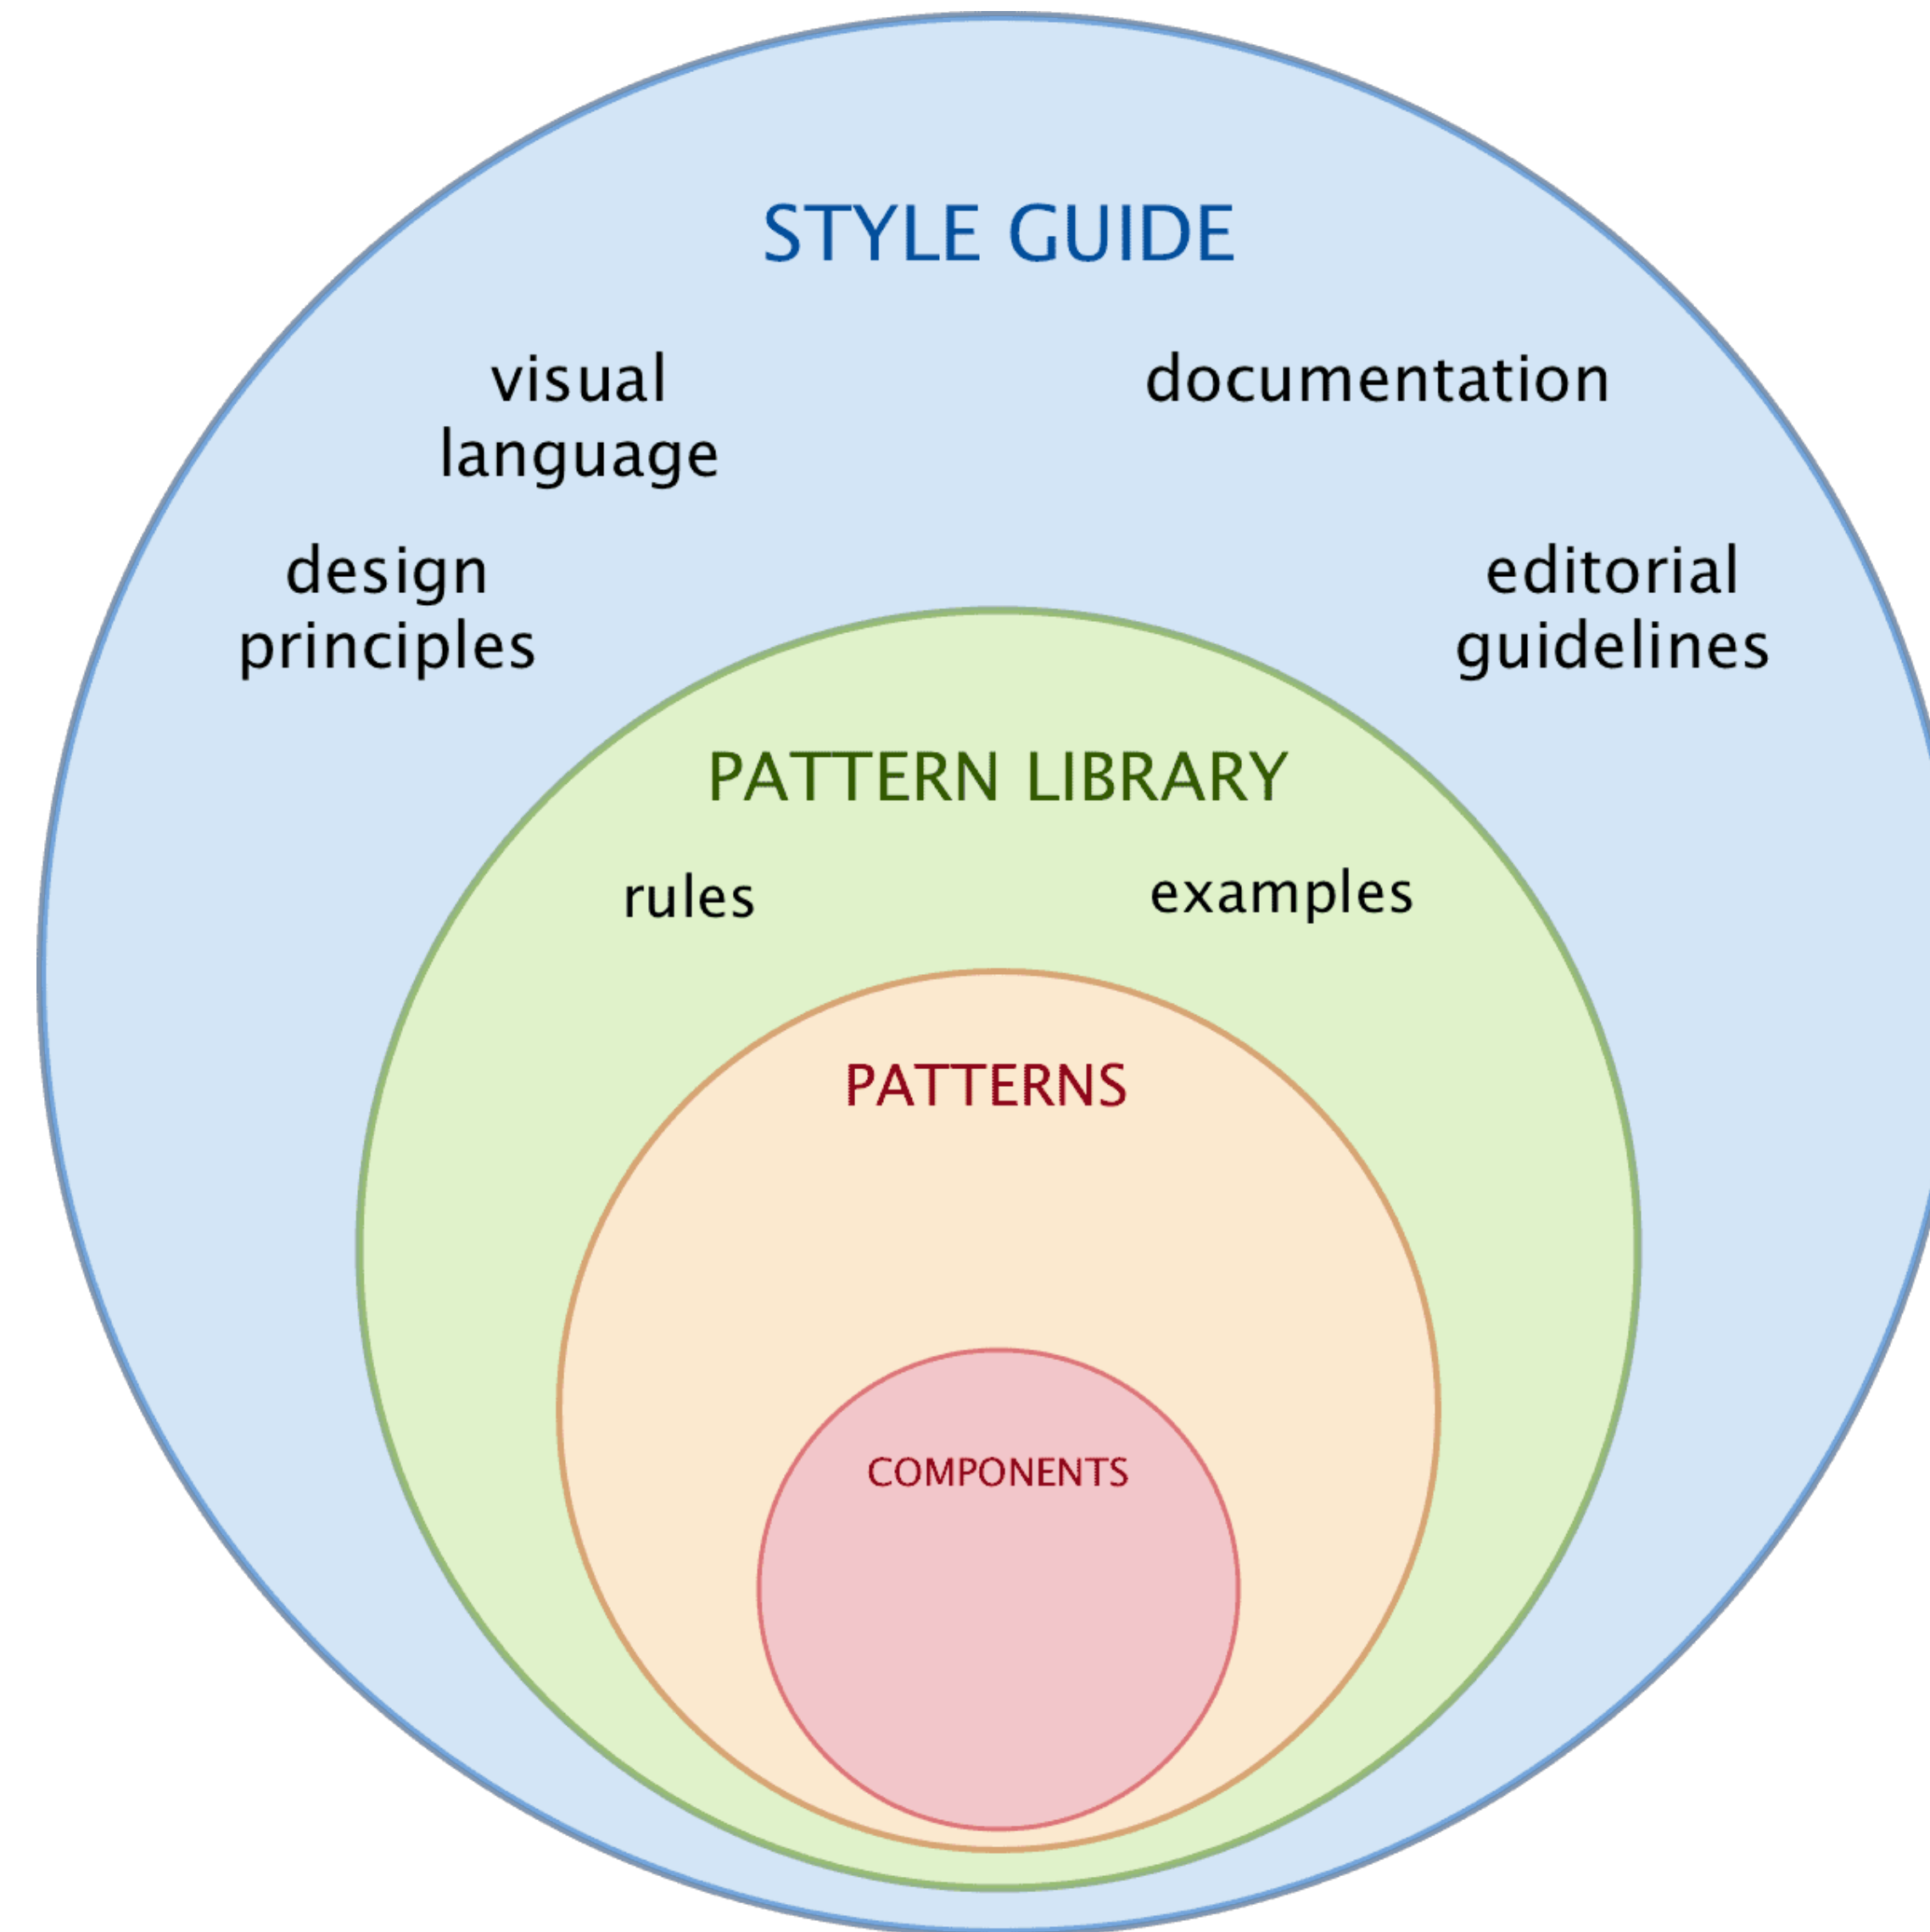 STYLE GUIDE
visual
language
documentation
design
principles
editorial
guidelines
PATTERN LIBRARY
rules
examples
PATTERNS
COMPONENTS